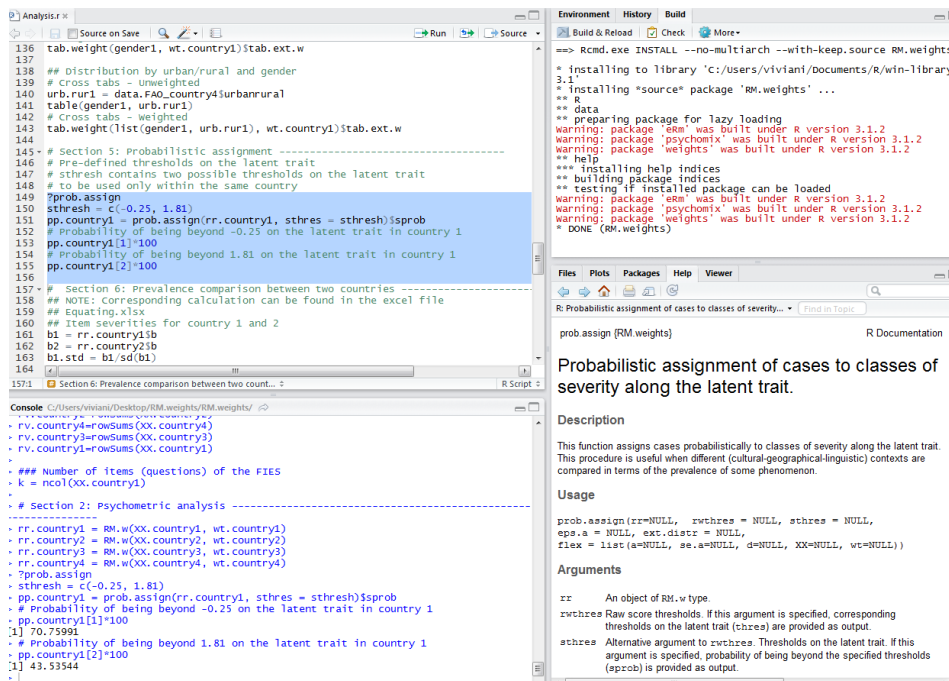 Analysis.r
Source on Save
Run
Source
136 tab.weight(gender1, wt.country1)$tab.ext.w
137
138 ## Distribution by urban/rural and gender
139 # Cross tabs - Unweighted
140 urb.rur1 = data.FAO_country4$urbanrural
141 table(gender1, urb.rur1)
142 # Cross tabs - Weighted
143 tab.weight(list(gender1, urb.rur1), wt.country1)$tab.ext.w
144
145 # Section 5: Probabilistic assignment ----------------------------------
146 # Pre-defined thresholds on the latent trait
147 # sthresh contains two possible thresholds on the latent trait
148 # to be used only within the same country
149 ?prob.assign
150 sthresh = c(-0.25, 1.81)
151 pp.country1 = prob.assign(rr.country1, sthres = sthresh)$sprob
152 # Probability of being beyond -0.25 on the latent trait in country 1
153 pp.country1[1]*100
154 # Probability of being beyond 1.81 on the latent trait in country 1
155 pp.country1[2]*100
156
157 #  Section 6: Prevalence comparison between two countries ---------------
158 ## NOTE: Corresponding calculation can be found in the excel file
159 ## Equating.xlsx
160 ## Item severities for country 1 and 2
161 b1 = rr.country1$b
162 b2 = rr.country2$b
163 b1.std = b1/sd(b1)
164
157:1 Section 6: Prevalence comparison between two count... R Script
Console C:/Users/viviani/Desktop/RM.weights/RM.weights/
> rv.country2=rowSums(XX.country2)
> rv.country4=rowSums(XX.country4)
> rv.country3=rowSums(XX.country3)
> rv.country1=rowSums(XX.country1)
>
> ### Number of items (questions) of the FIES
> k = ncol(XX.country1)
>
> # Section 2: Psychometric analysis -------------------------------------------
---------------
> rr.country1 = RM.w(XX.country1, wt.country1)
> rr.country2 = RM.w(XX.country2, wt.country2)
> rr.country3 = RM.w(XX.country3, wt.country3)
> rr.country4 = RM.w(XX.country4, wt.country4)
> ?prob.assign
> sthresh = c(-0.25, 1.81)
> pp.country1 = prob.assign(rr.country1, sthres = sthresh)$sprob
> # Probability of being beyond -0.25 on the latent trait in country 1
> pp.country1[1]*100
[1] 70.75991
> # Probability of being beyond 1.81 on the latent trait in country 1
> pp.country1[2]*100
[1] 43.53544
>
Environment History Build
Build & Reload Check More
==> Rcmd.exe INSTALL --no-multiarch --with-keep.source RM.weights
* installing to library 'C:/Users/viviani/Documents/R/win-library
3.1'
* installing *source* package 'RM.weights' ...
** R
** data
** preparing package for lazy loading
Warning: package 'eRm' was built under R version 3.1.2
Warning: package 'psychomix' was built under R version 3.1.2
Warning: package 'weights' was built under R version 3.1.2
** help
*** installing help indices
** building package indices
** testing if installed package can be loaded
Warning: package 'eRm' was built under R version 3.1.2
Warning: package 'psychomix' was built under R version 3.1.2
Warning: package 'weights' was built under R version 3.1.2
* DONE (RM.weights)
Files Plots Packages Help Viewer
R: Probabilistic assignment of cases to classes of severity... Find in Topic
prob.assign {RM.weights} R Documentation
Probabilistic assignment of cases to classes of
severity along the latent trait.
Description
This function assigns cases probabilistically to classes of severity along the latent trait.
This procedure is useful when different (cultural-geographical-linguistic) contexts are
compared in terms of the prevalence of some phenomenon.
Usage
prob.assign(rr=NULL, rwthres = NULL, sthres = NULL,
eps.a = NULL, ext.distr = NULL,
flex = list(a=NULL, se.a=NULL, d=NULL, XX=NULL, wt=NULL))
Arguments
rr An object of RM.w type.
rwthres Raw score thresholds. If this argument is specified, corresponding
thresholds on the latent trait (thres) are provided as output.
sthres Alternative argument to rwthres. Thresholds on the latent trait. If this
argument is specified, probability of being beyond the specified thresholds
(sprob) is provided as output.